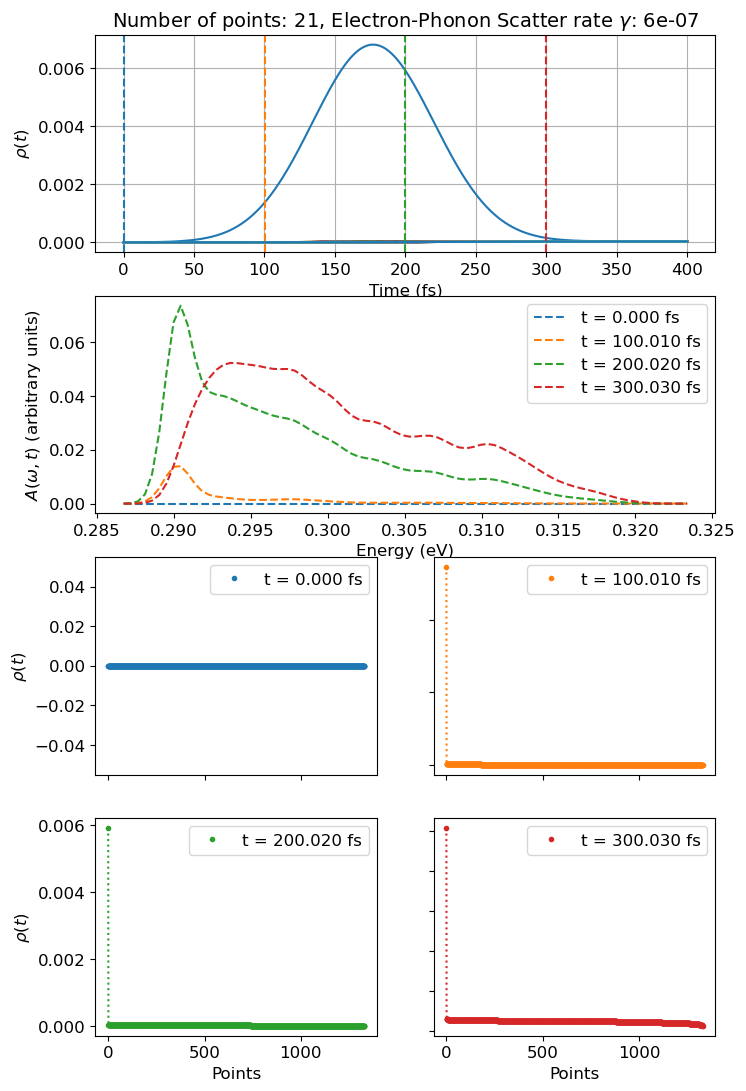 Number of points: 21, Electron-Phonon Scatter rate γ: 6e-07
ρ(t)
0.006
0.004
0.002
0.000
0 50 100 150 200 250 300 350 400
Time (fs)
A(ω, t) (arbitrary units)
0.06
0.04
0.02
0.00
t = 0.000 fs
t = 100.010 fs
t = 200.020 fs
t = 300.030 fs
0.285 0.290 0.295 0.300 0.305 0.310 0.315 0.320 0.325
Energy (eV)
ρ(t)
0.04
0.02
0.00
−0.02
−0.04
t = 0.000 fs
t = 100.010 fs
ρ(t)
0.006
0.004
0.002
0.000
t = 200.020 fs
0 500 1000
Points
t = 300.030 fs
0 500 1000
Points